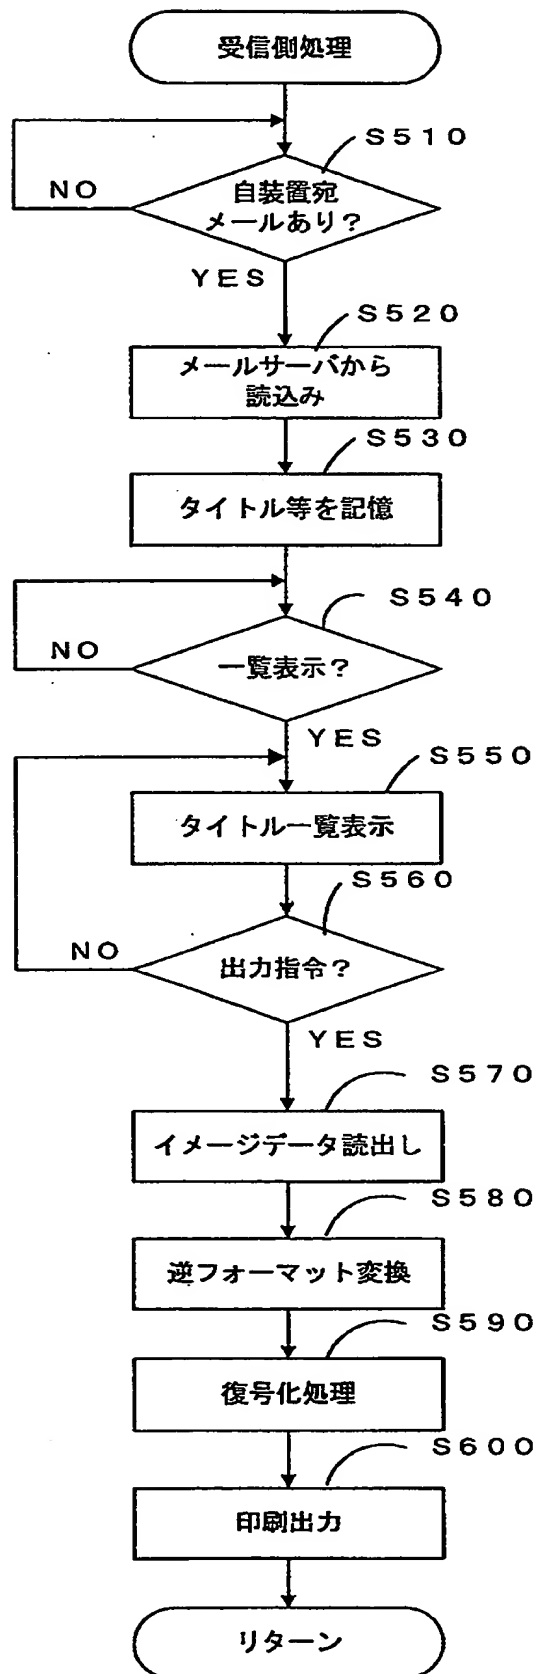 受信側処理
S510
自装置宛
メールあり?
NO
YES
S520
メールサーバから
読込み
S530
タイトル等を記憶
S540
一覧表示?
NO
YES
S550
タイトル一覧表示
S560
出力指令?
NO
YES
S570
イメージデータ読出し
S580
逆フォーマット変換
S590
復号化処理
S600
印刷出力
リターン